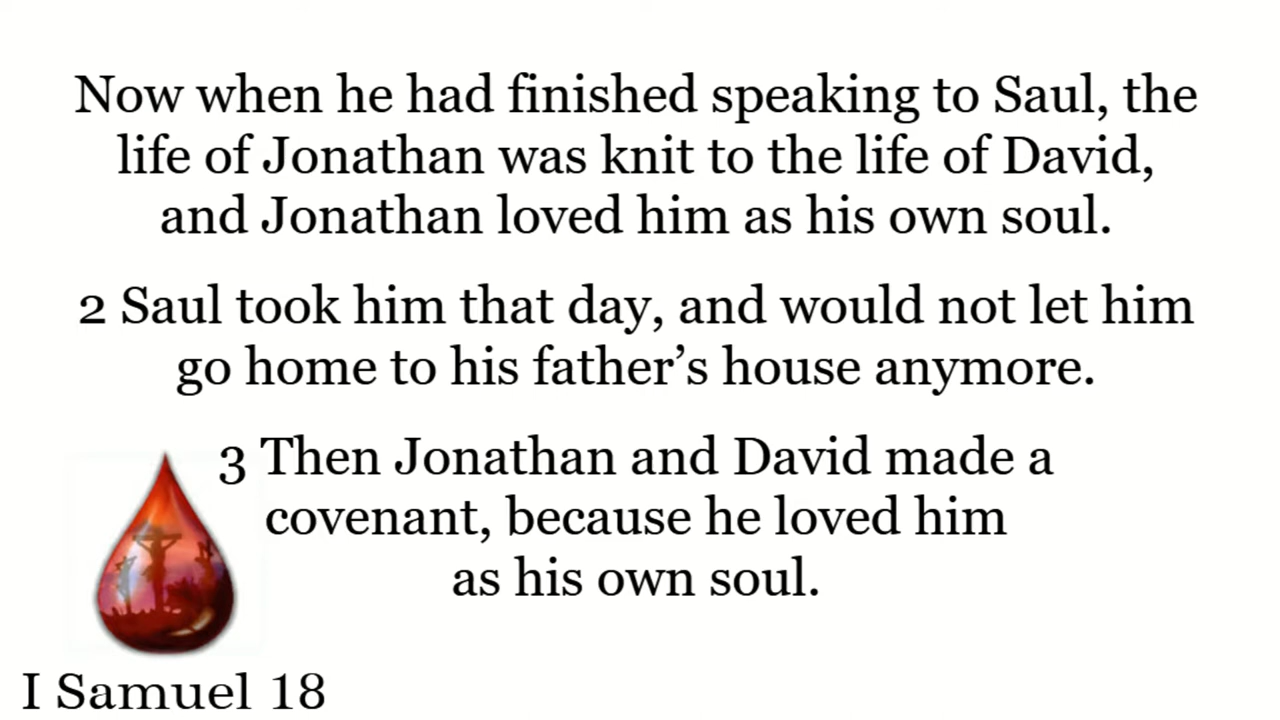 Now when he had finished speaking to Saul, the
life of Jonathan was knit to the life of David,
and Jonathan loved him as his own soul.
2 Saul took him that day, and would not let him
go home to his father’s house anymore.
3 Then Jonathan and David made a
covenant, because he loved him
as his own soul.
I Samuel 18